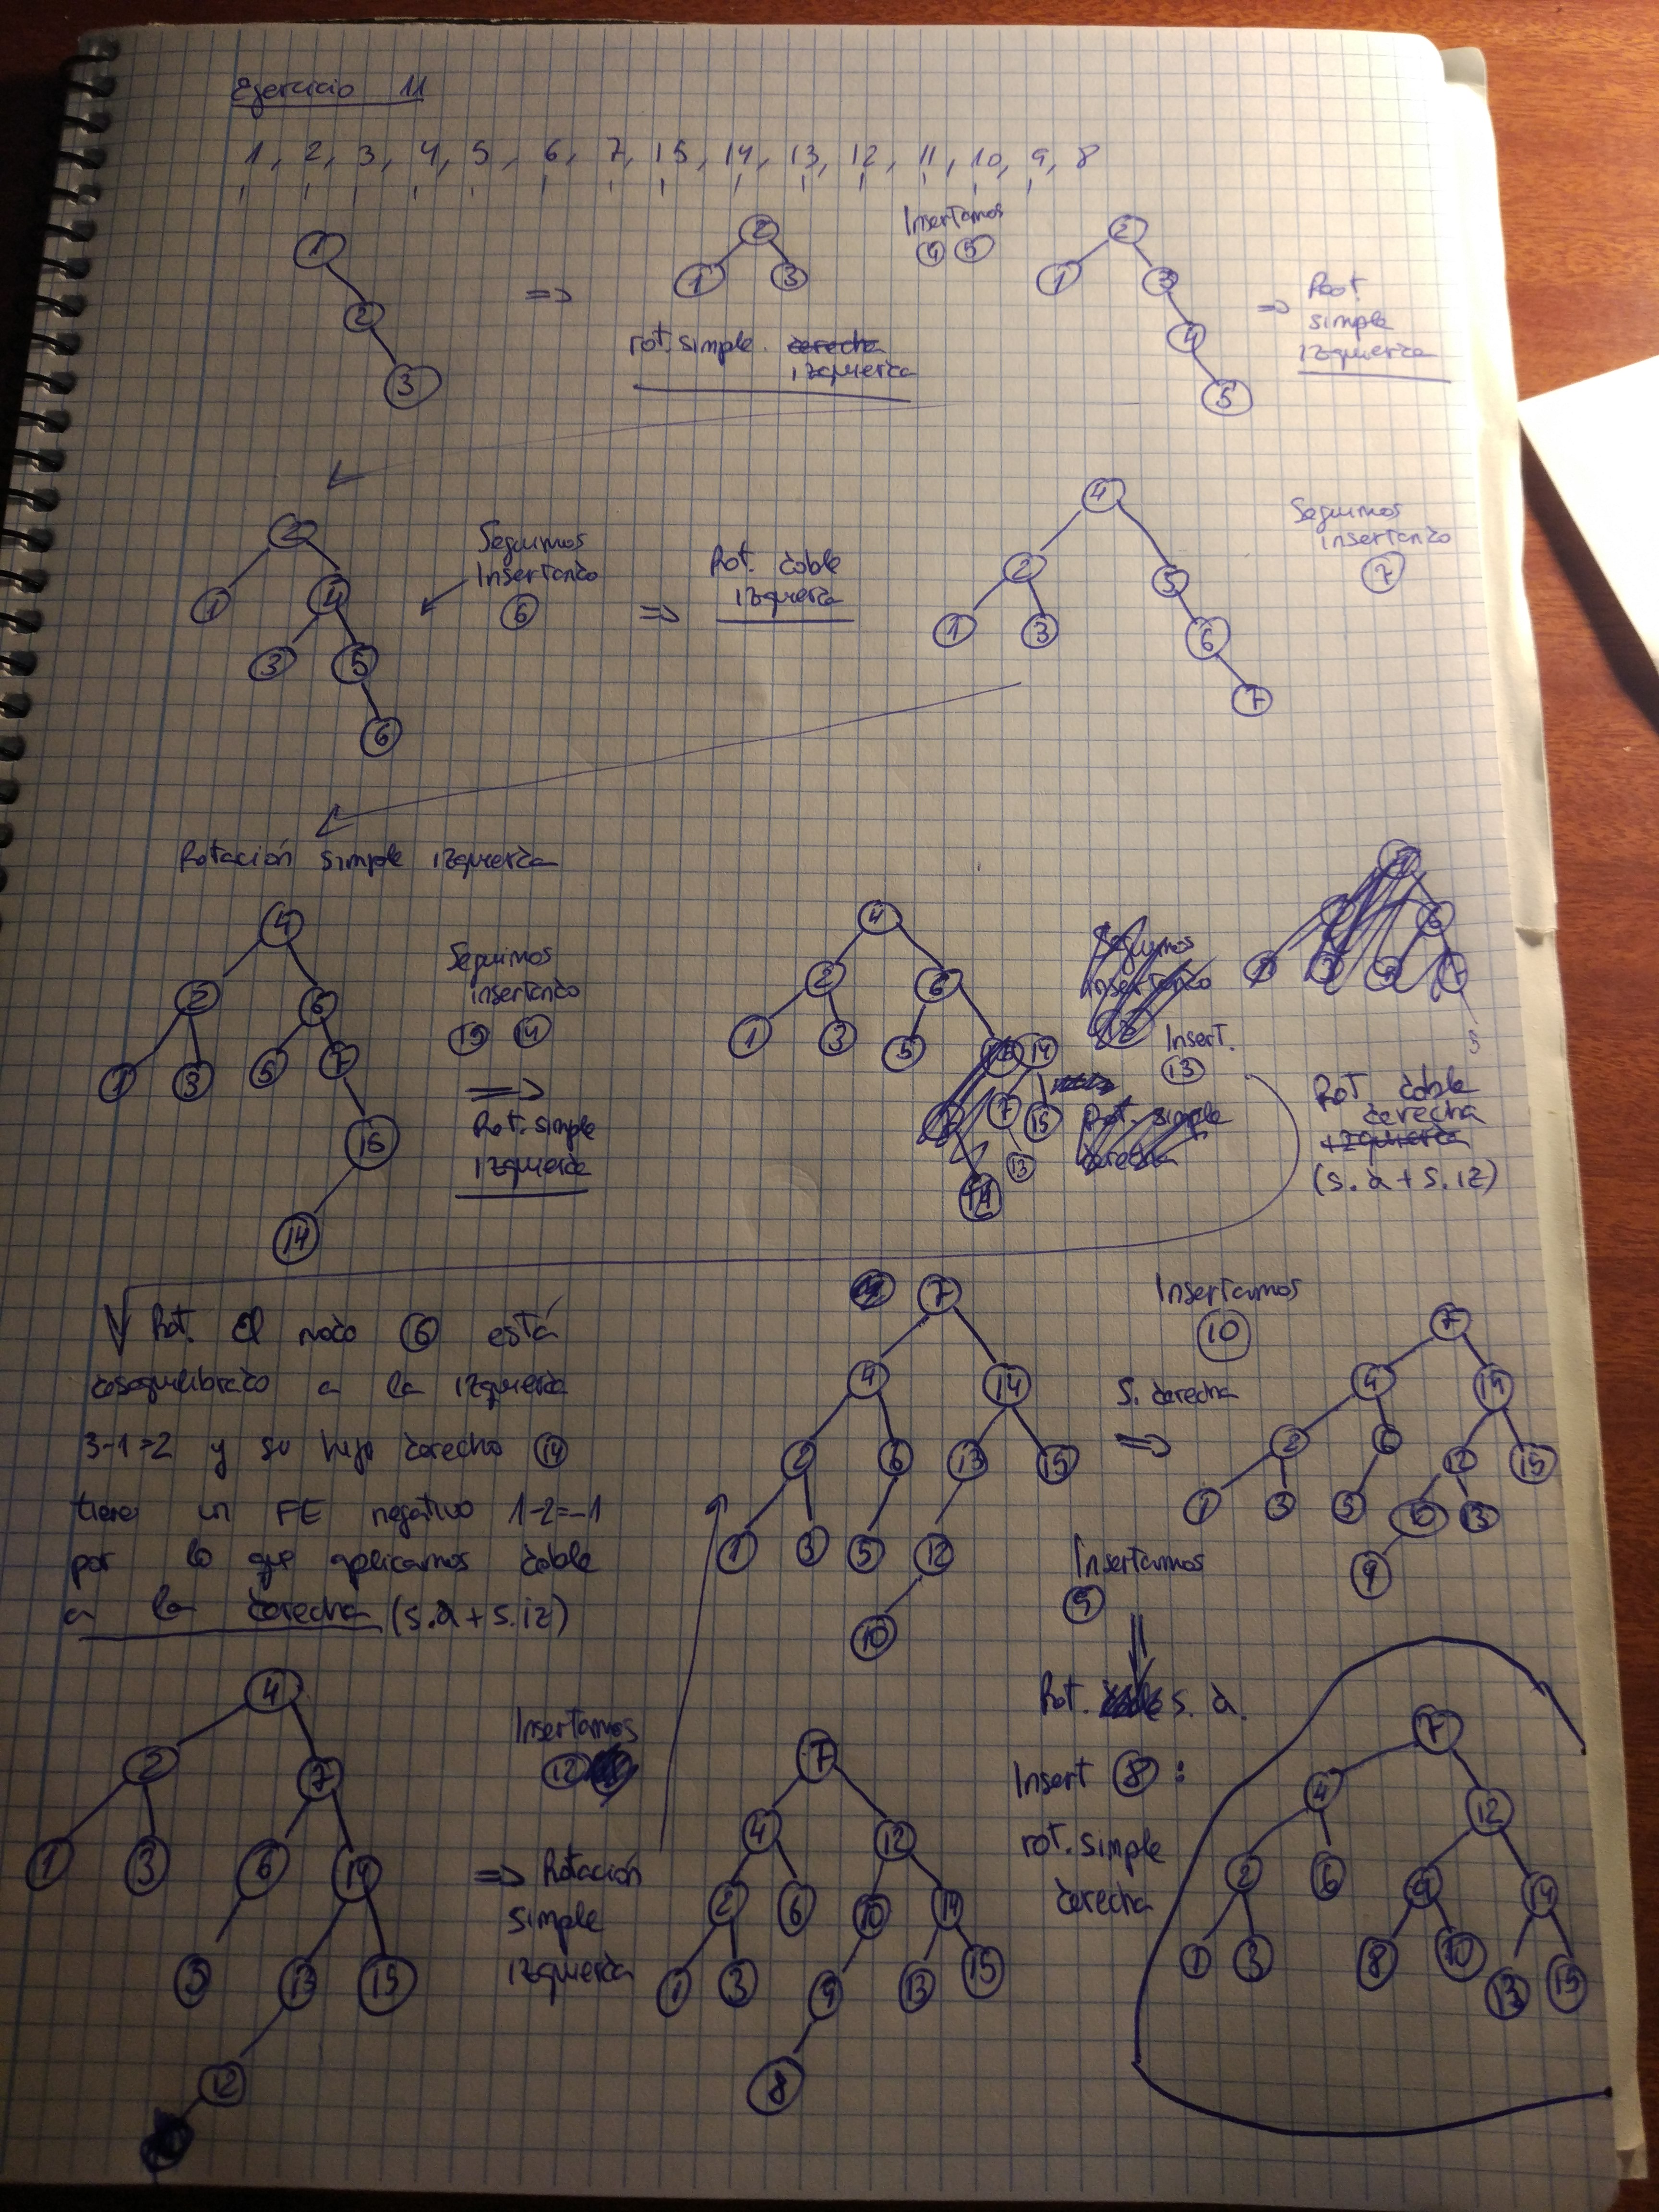 Ejercicio 11
1, 2, 3, 4, 5, 6, 7, 15, 14, 13, 12, 11, 10, 9, 8
1
2
3
=>
2
1 3
rot. simple derecha
izquierda
Insertamos
4 5
2
1 3
4
5
=> Root.
simple
izquierda
2
1 4
3 5
6
Seguimos
Insertando
6
=>
Rot. doble
izquierda
4
2 5
1 3 6
7
Seguimos
insertando
7
Rotación simple izquierda
4
2 6
1 3 5 7
15
14
Seguimos
insertando
15 14
=>
Rot. simple
izquierda
4
2 6
1 3 5 14
7 15
13
14
Seguimos
insertando
Insert.
13
Rot. simple
derecha
Rot. doble
derecha
izquierda
(s.d + s.iz)
Rot. El nodo 6 está
desequilibrado a la izquierda
3-1=2 y su hijo derecho 14
tiene un FE negativo 1-2=-1
por lo que aplicamos doble
a la derecha (s.d + s.iz)
7
4 14
2 6 13 15
1 3 5 12
10
Insertamos
10
S. derecha
=>
7
4 14
2 6 12 15
1 3 5 10 13
9
Insertamos
9
Rot. s. d.
4
2 7
1 3 6 14
5 13 15
12
Insertamos
12
=> Rotación
simple
izquierda
7
4 12
2 6 10 14
1 3 9 13 15
8
Insert 8:
rot. simple
derecha
7
4 12
2 6 9 14
1 3 8 10 13 15